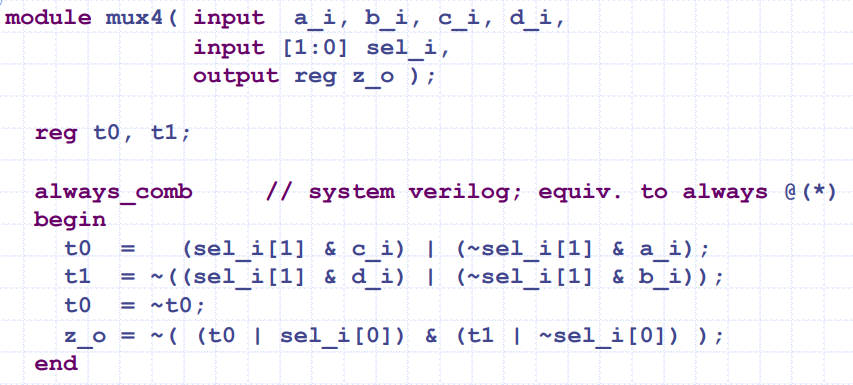 module mux4( input  a_i, b_i, c_i, d_i,
             input [1:0] sel_i,
             output reg z_o );
  reg t0, t1;
  always_comb     // system verilog; equiv. to always @(*)
  begin
    t0  =   (sel_i[1] & c_i) | (~sel_i[1] & a_i);
    t1  = ~((sel_i[1] & d_i) | (~sel_i[1] & b_i));
    t0  = ~t0;
    z_o = ~( (t0 | sel_i[0]) & (t1 | ~sel_i[0]) );
  end